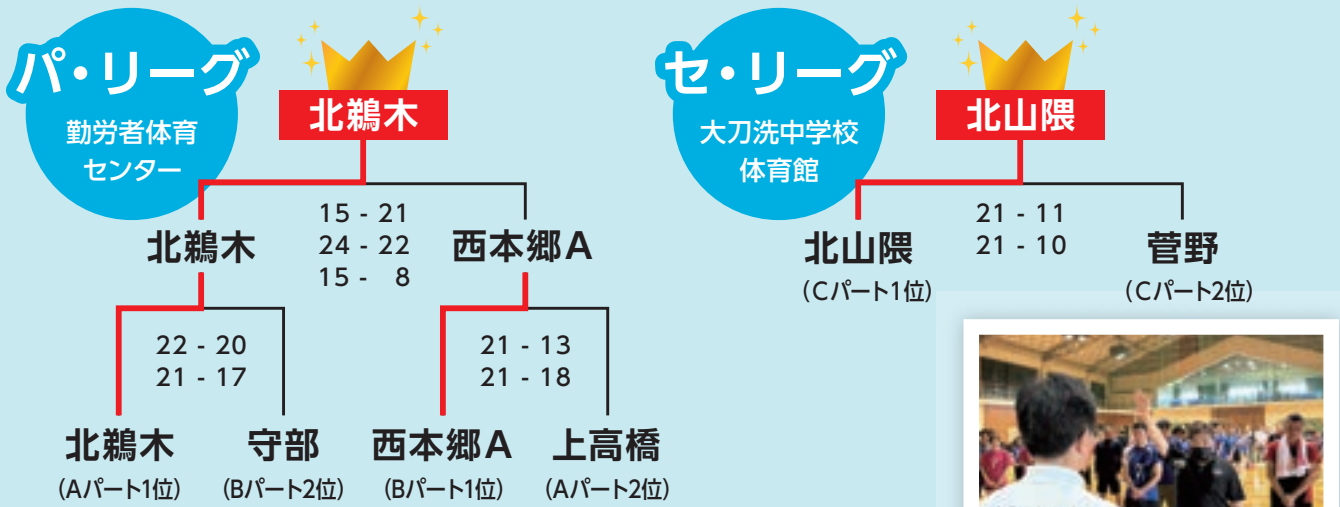 パ・リーグ
勤労者体育
センター
北鵜木
15 - 21
24 - 22
15 - 8
北鵜木
西本郷A
22 - 20
21 - 17
21 - 13
21 - 18
北鵜木
守部
西本郷A
上高橋
(Aパート1位)
(Bパート2位)
(Bパート1位)
(Aパート2位)
セ・リーグ
大刀洗中学校
体育館
北山隈
21 - 11
21 - 10
北山隈
菅野
(Cパート1位)
(Cパート2位)